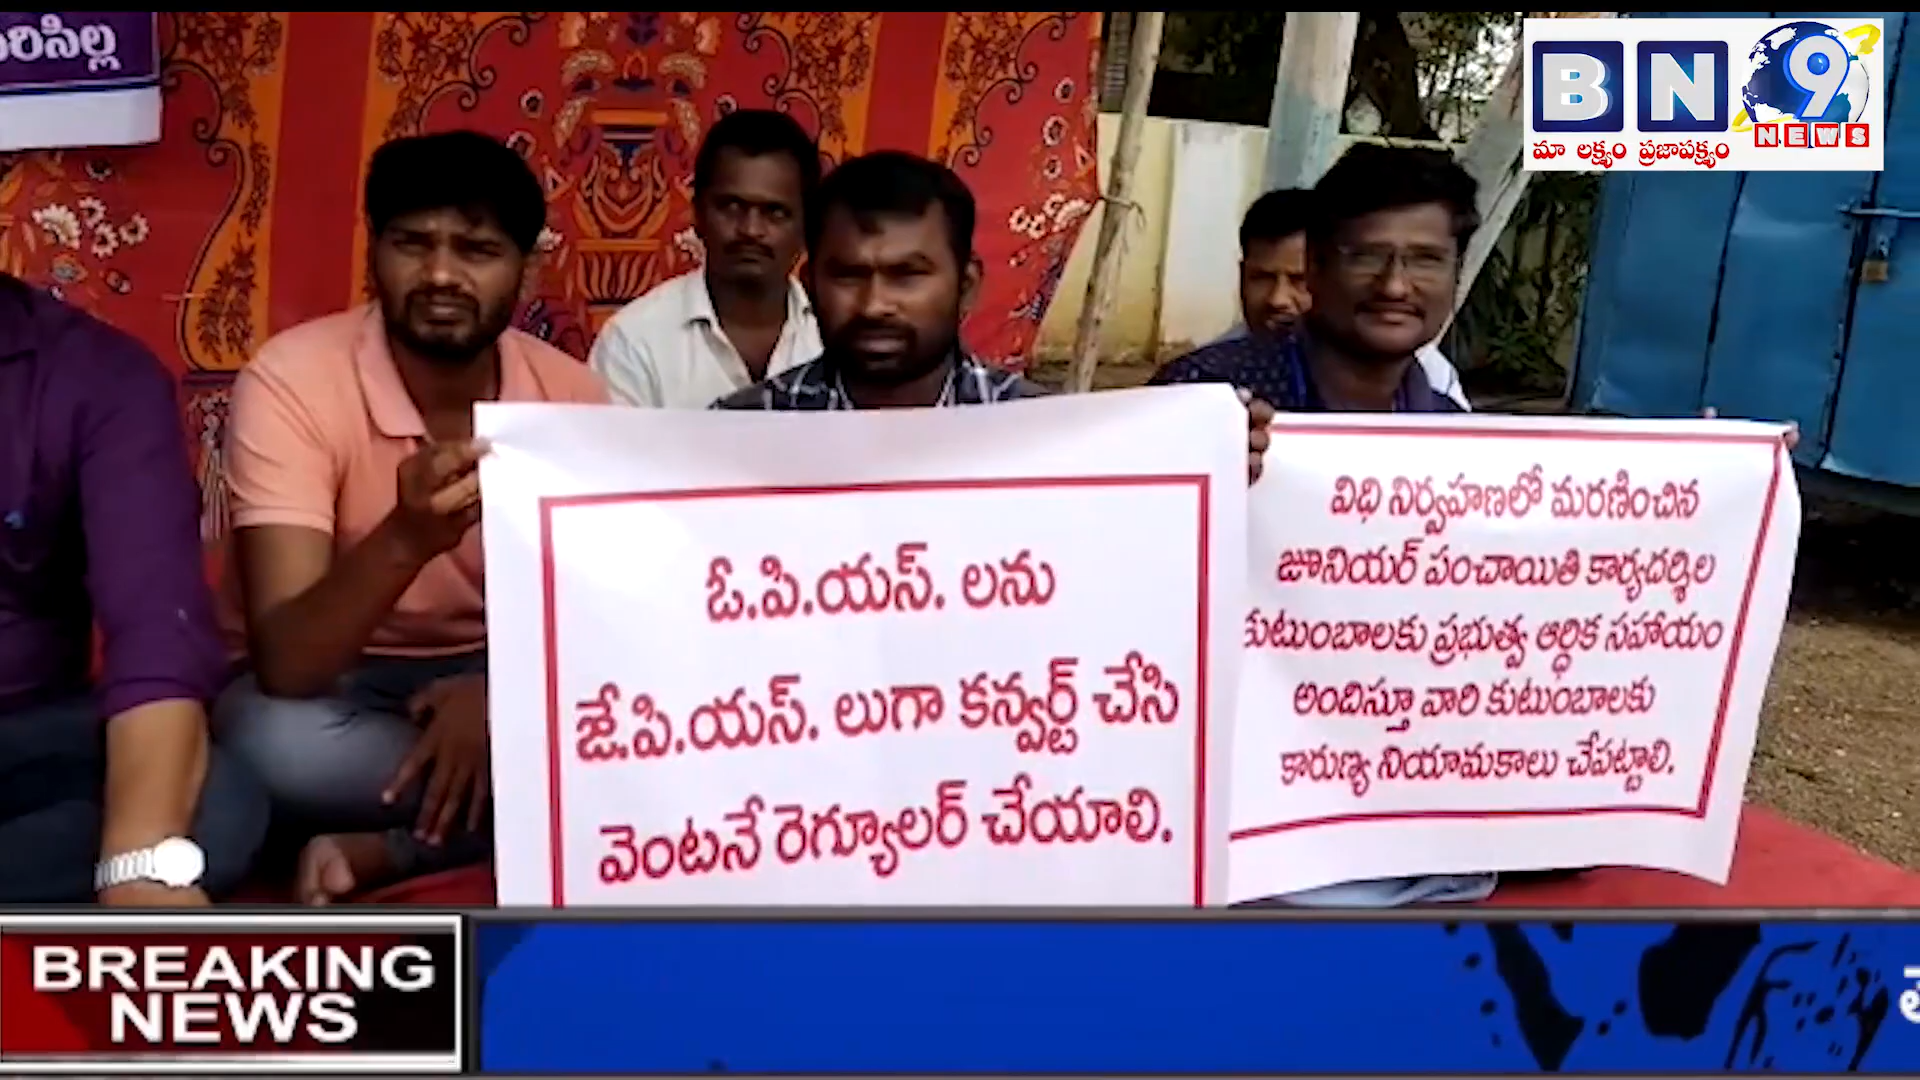 BN9
NEWS
మా లక్ష్యం ప్రజాపక్ష్యం
ఓ.పి.యస్. లను
జే.పి.యస్. లుగా కన్వర్ట్ చేసి
వెంటనే రెగ్యూలర్ చేయాలి.
విధి నిర్వహణలో మరణించిన
జూనియర్ పంచాయితి కార్యదర్శిల
కుటుంబాలకు ప్రభుత్వ ఆర్ధిక సహాయం
అందిస్తూ వారి కుటుంబాలకు
కారుణ్య నియామకాలు చేపట్టాలి.
BREAKING
NEWS